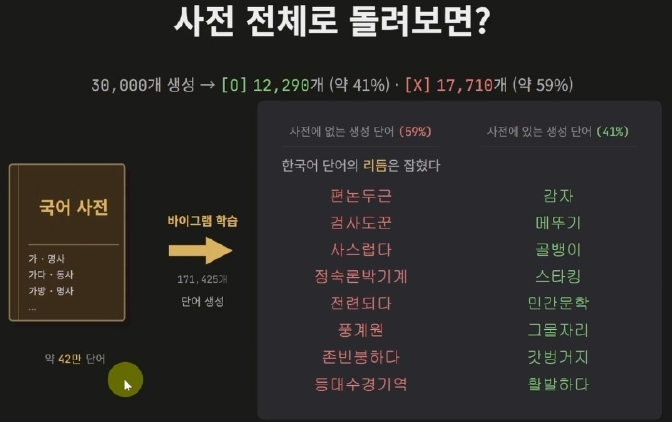 사전 전체로 돌려보면?
30,000개 생성 → [O] 12,290개 (약 41%) · [X] 17,710개 (약 59%)
국어 사전
가 · 명사
가다 · 동사
가방 · 명사
...
약 42만 단어
바이그램 학습
171,425개
단어 생성
사전에 없는 생성 단어 (59%)
사전에 있는 생성 단어 (41%)
한국어 단어의 리듬은 잡혔다
편논두근
검사도꾼
사스럽다
정숙론박기계
전련되다
풍계원
존빈붕하다
등대수경기역
감자
메뚜기
골뱅이
스타킹
민간문학
그물자리
갓벙거지
활발하다